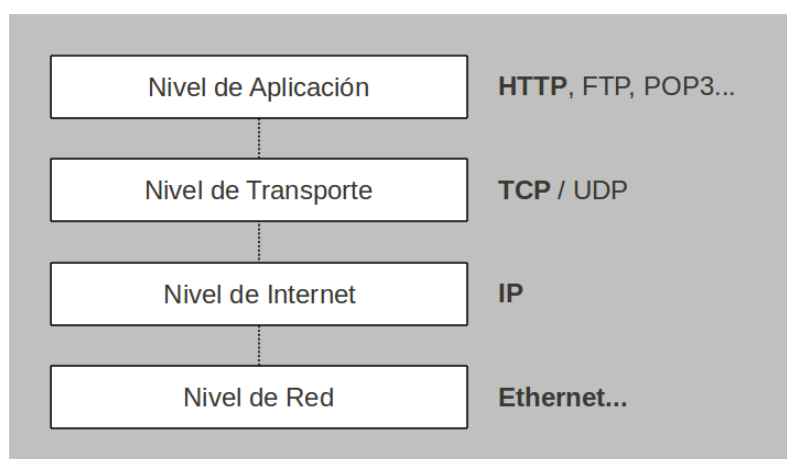 Nivel de Aplicación HTTP, FTP, POP3...
Nivel de Transporte TCP / UDP
Nivel de Internet IP
Nivel de Red Ethernet...